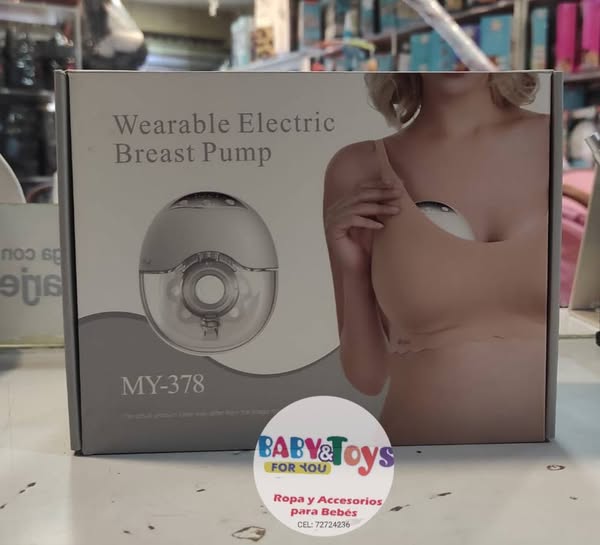 Wearable Electric
Breast Pump
MY-378
BABY&Toys
FOR YOU
Ropa y Accesorios
para Bebés
CEL: 72724236